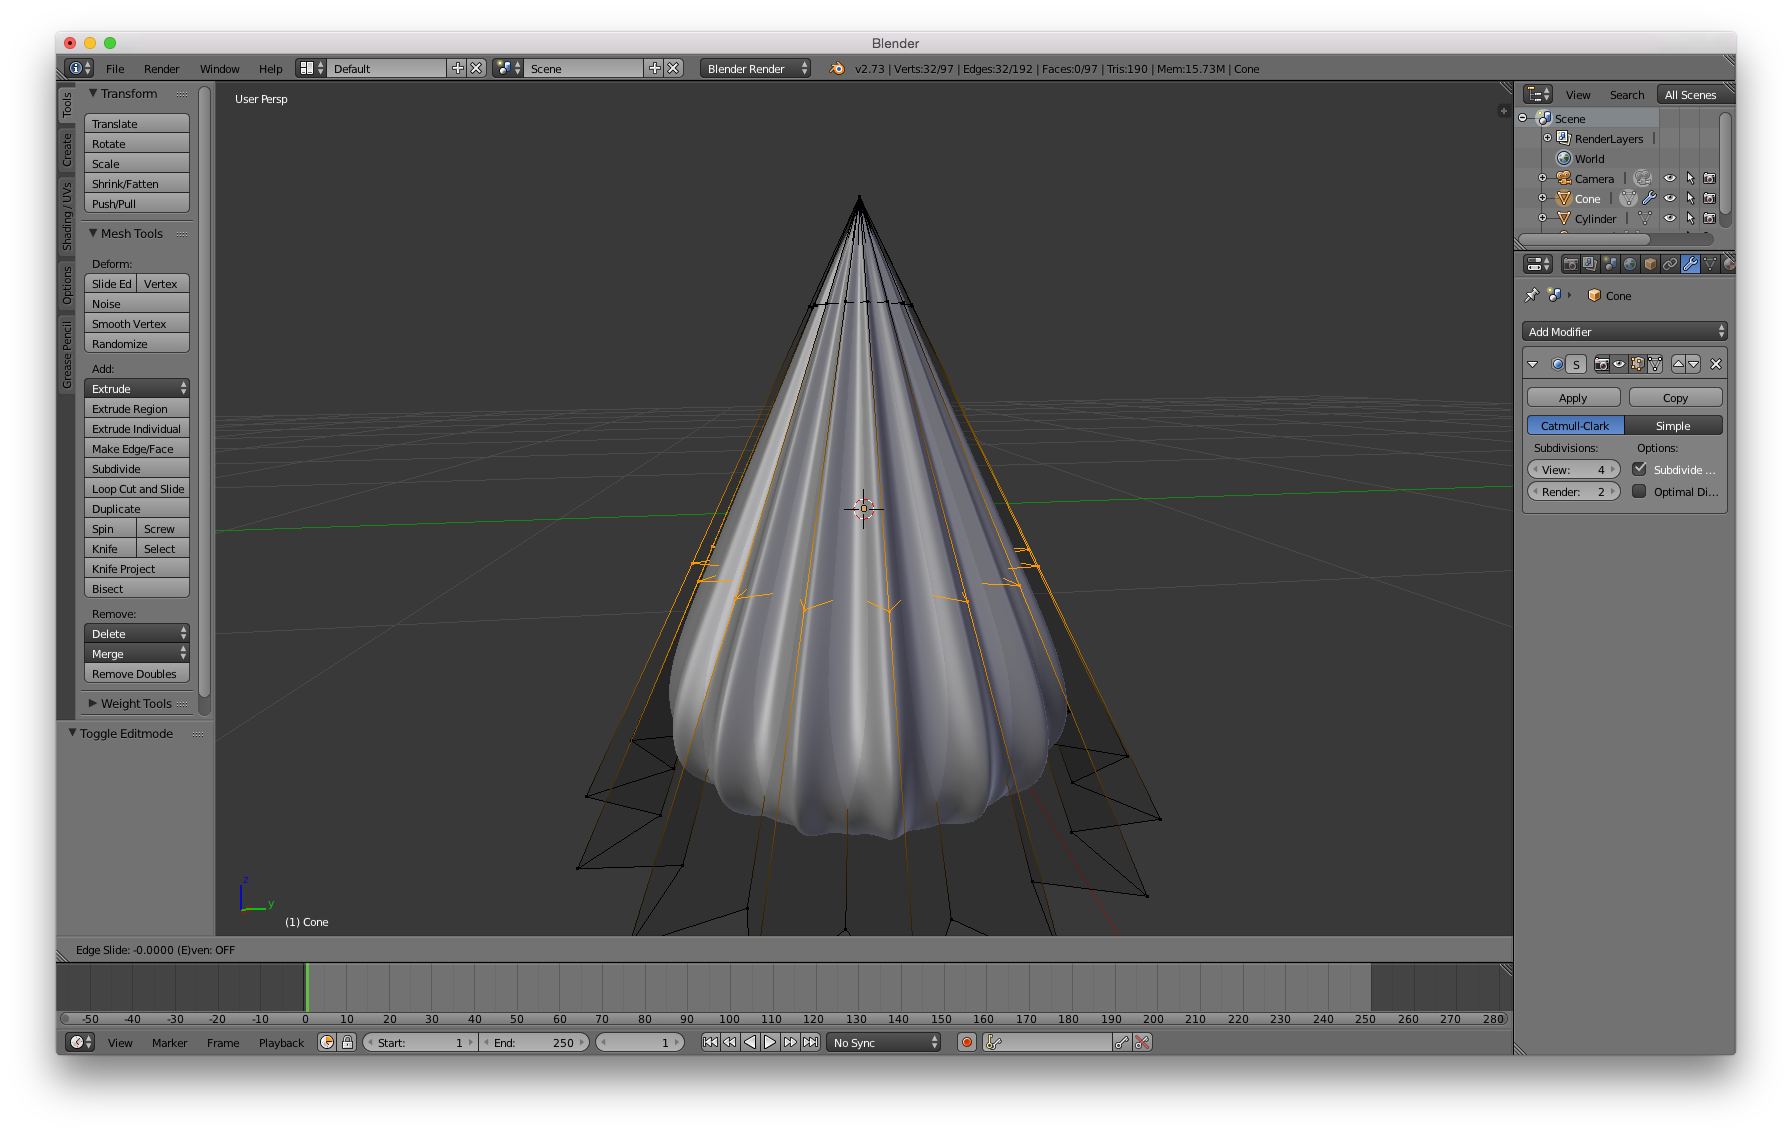 Blender
File Render Window Help Default Scene Blender Render v2.73 | Verts:32/97 | Edges:32/192 | Faces:0/97 | Tris:190 | Mem:15.73M | Cone
Tools
Create
Shading / UVs
Options
Grease Pencil
Transform
Translate
Rotate
Scale
Shrink/Fatten
Push/Pull
Mesh Tools
Deform:
Slide Ed Vertex
Noise
Smooth Vertex
Randomize
Add:
Extrude
Extrude Region
Extrude Individual
Make Edge/Face
Subdivide
Loop Cut and Slide
Duplicate
Spin Screw
Knife Select
Knife Project
Bisect
Remove:
Delete
Merge
Remove Doubles
Weight Tools
Toggle Editmode
User Persp
z
y
(1) Cone
View Search All Scenes
Scene
RenderLayers |
World
Camera |
Cone |
Cylinder |
Cone
Add Modifier
S
Apply Copy
Catmull-Clark Simple
Subdivisions: Options:
View: 4 Subdivide ...
Render: 2 Optimal Di...
Edge Slide: -0.0000 (E)ven: OFF
-50 -40 -30 -20 -10 0 10 20 30 40 50 60 70 80 90 100 110 120 130 140 150 160 170 180 190 200 210 220 230 240 250 260 270 280
View Marker Frame Playback Start: 1 End: 250 1 No Sync